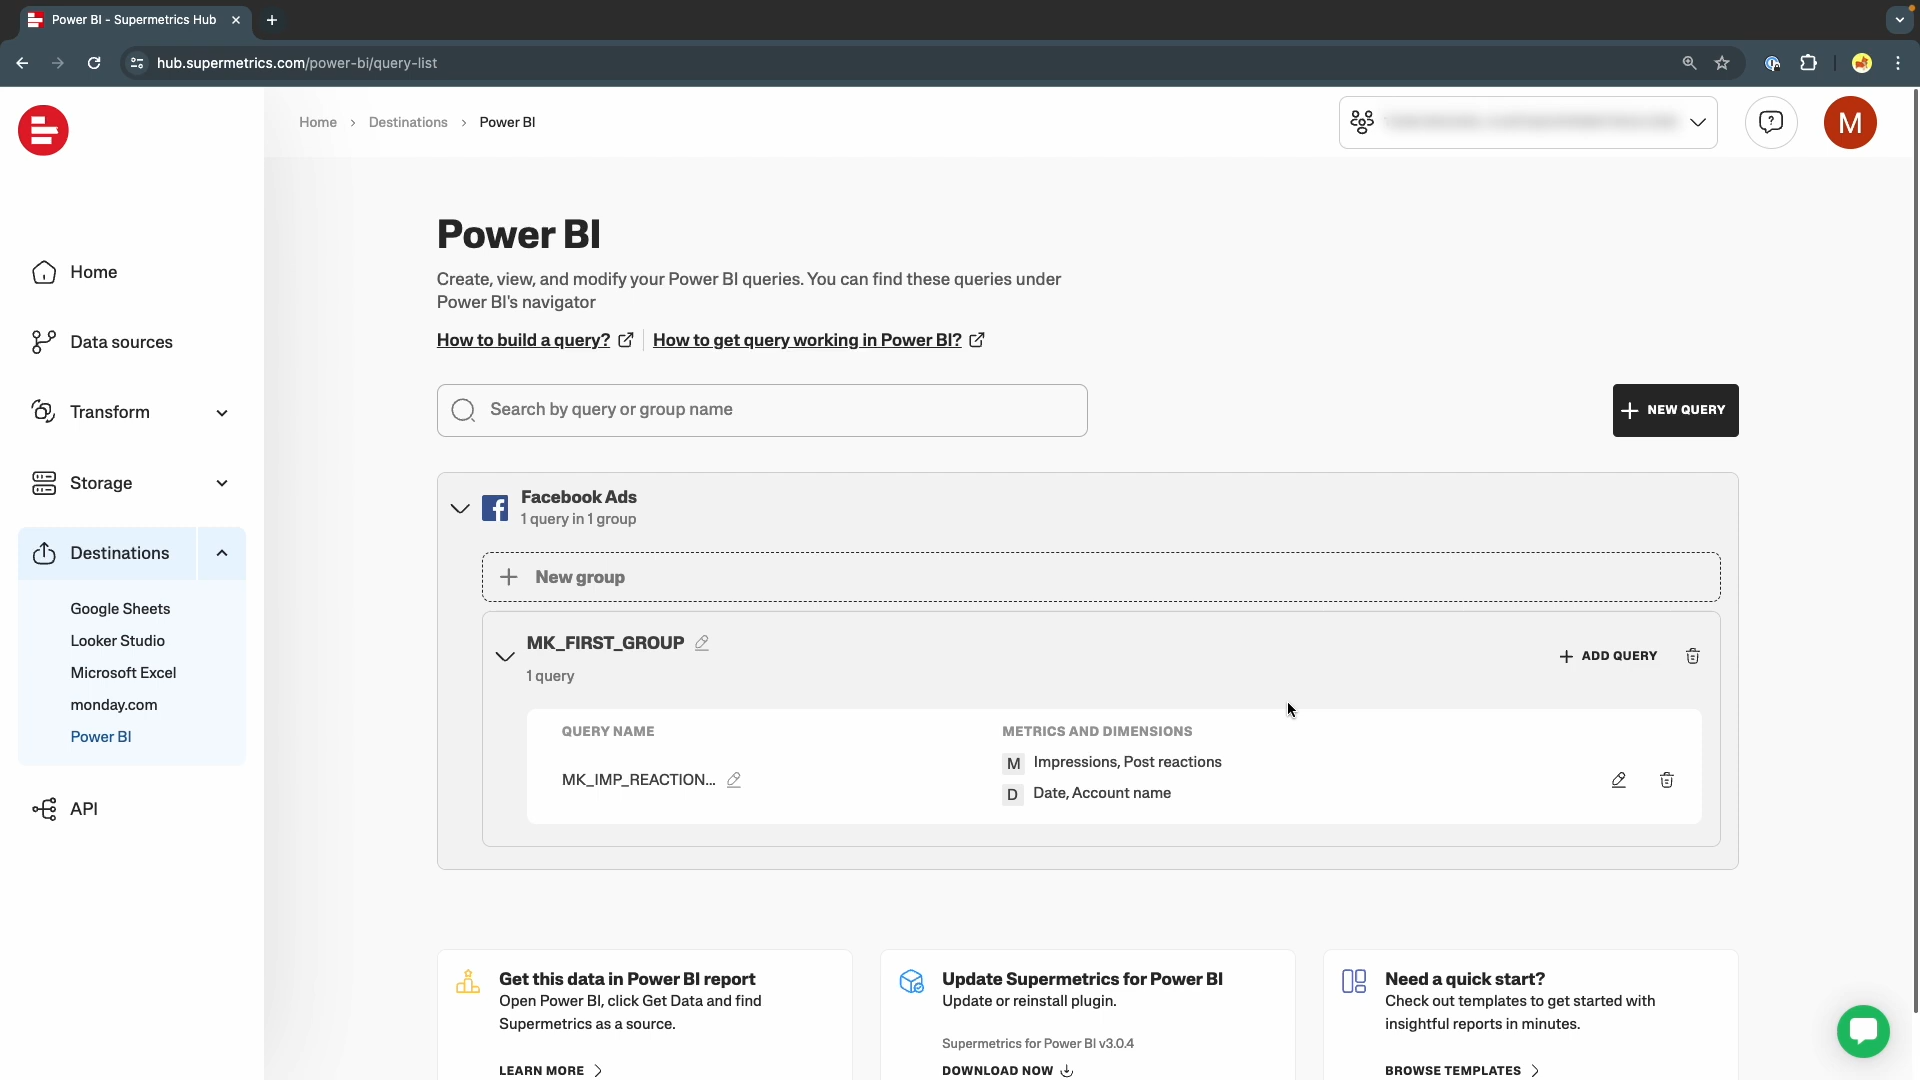 Power BI - Supermetrics Hub
hub.supermetrics.com/power-bi/query-list
Home > Destinations > Power BI
M
Home
Data sources
Transform
Storage
Destinations
Google Sheets
Looker Studio
Microsoft Excel
monday.com
Power BI
API
Power BI
Create, view, and modify your Power BI queries. You can find these queries under
Power BI's navigator
How to build a query?
How to get query working in Power BI?
Search by query or group name
NEW QUERY
Facebook Ads
1 query in 1 group
New group
MK_FIRST_GROUP
1 query
ADD QUERY
QUERY NAME
METRICS AND DIMENSIONS
MK_IMP_REACTION...
M Impressions, Post reactions
D Date, Account name
Get this data in Power BI report
Open Power BI, click Get Data and find
Supermetrics as a source.
LEARN MORE
Update Supermetrics for Power BI
Update or reinstall plugin.
Supermetrics for Power BI v3.0.4
DOWNLOAD NOW
Need a quick start?
Check out templates to get started with
insightful reports in minutes.
BROWSE TEMPLATES